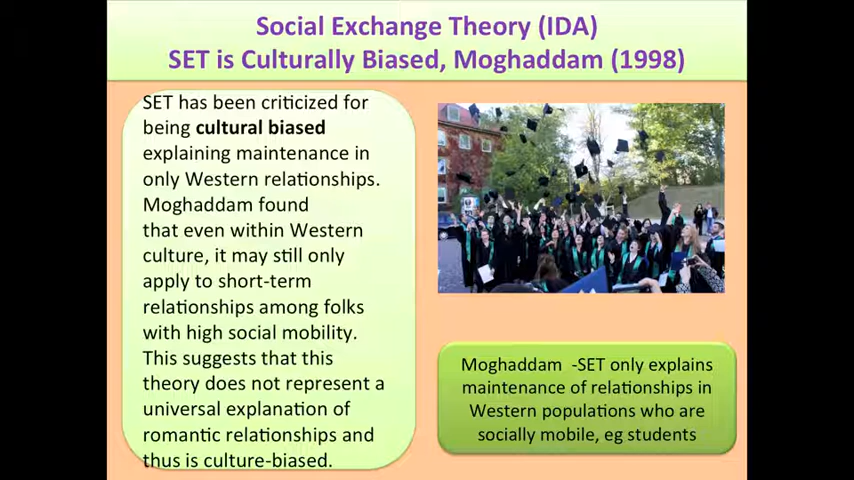 Social Exchange Theory (IDA)
SET is Culturally Biased, Moghaddam (1998)
SET has been criticized for
being cultural biased
explaining maintenance in
only Western relationships.
Moghaddam found
that even within Western
culture, it may still only
apply to short-term
relationships among folks
with high social mobility.
This suggests that this
theory does not represent a
universal explanation of
romantic relationships and
thus is culture-biased.
Moghaddam -SET only explains
maintenance of relationships in
Western populations who are
socially mobile, eg students